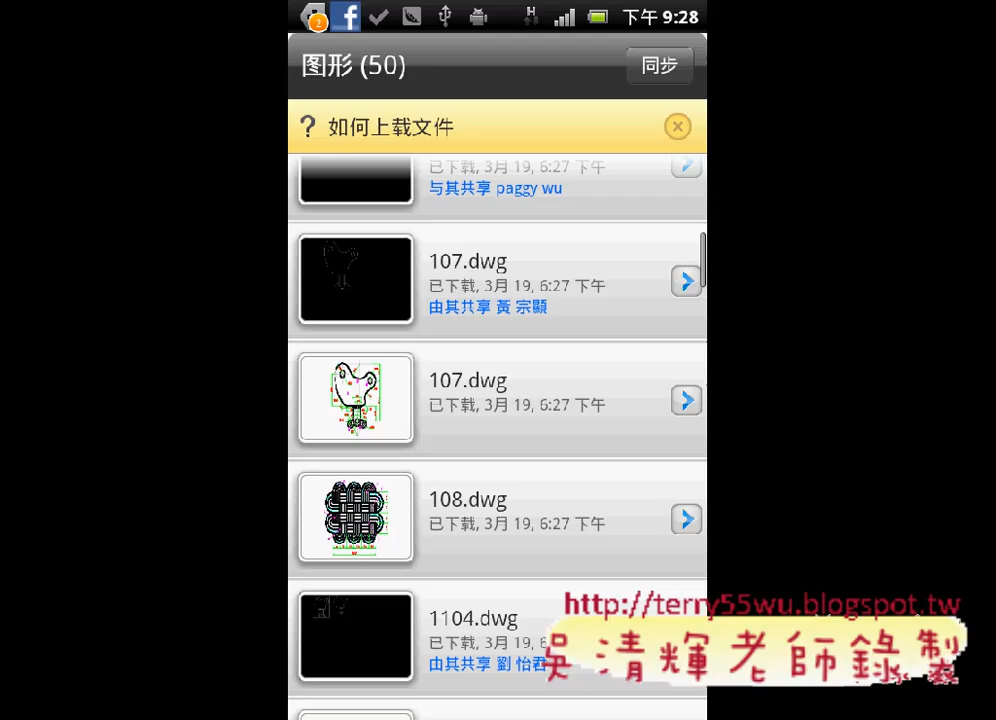 2
H
下午 9:28
图形 (50)
同步
? 如何上载文件
已下载, 3月 19, 6:27 下午
与其共享 paggy wu
107.dwg
已下载, 3月 19, 6:27 下午
由其共享 黃 宗顯
107.dwg
已下载, 3月 19, 6:27 下午
108.dwg
已下载, 3月 19, 6:27 下午
1104.dwg
已下载, 3月 19, 6
由其共享 劉 怡君
http://terry55wu.blogspot.tw
吳清輝老師錄製